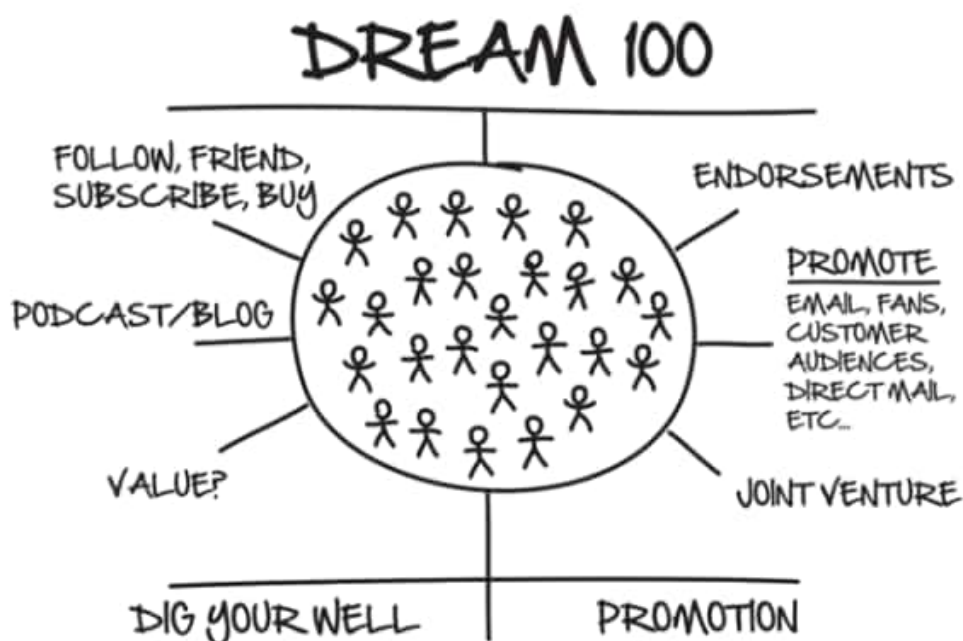 DREAM 100
FOLLOW, FRIEND,
SUBSCRIBE, BUY
PODCAST/BLOG
VALUE?
ENDORSEMENTS
PROMOTE
EMAIL, FANS,
CUSTOMER
AUDIENCES,
DIRECT MAIL,
ETC...
JOINT VENTURE
DIG YOUR WELL
PROMOTION